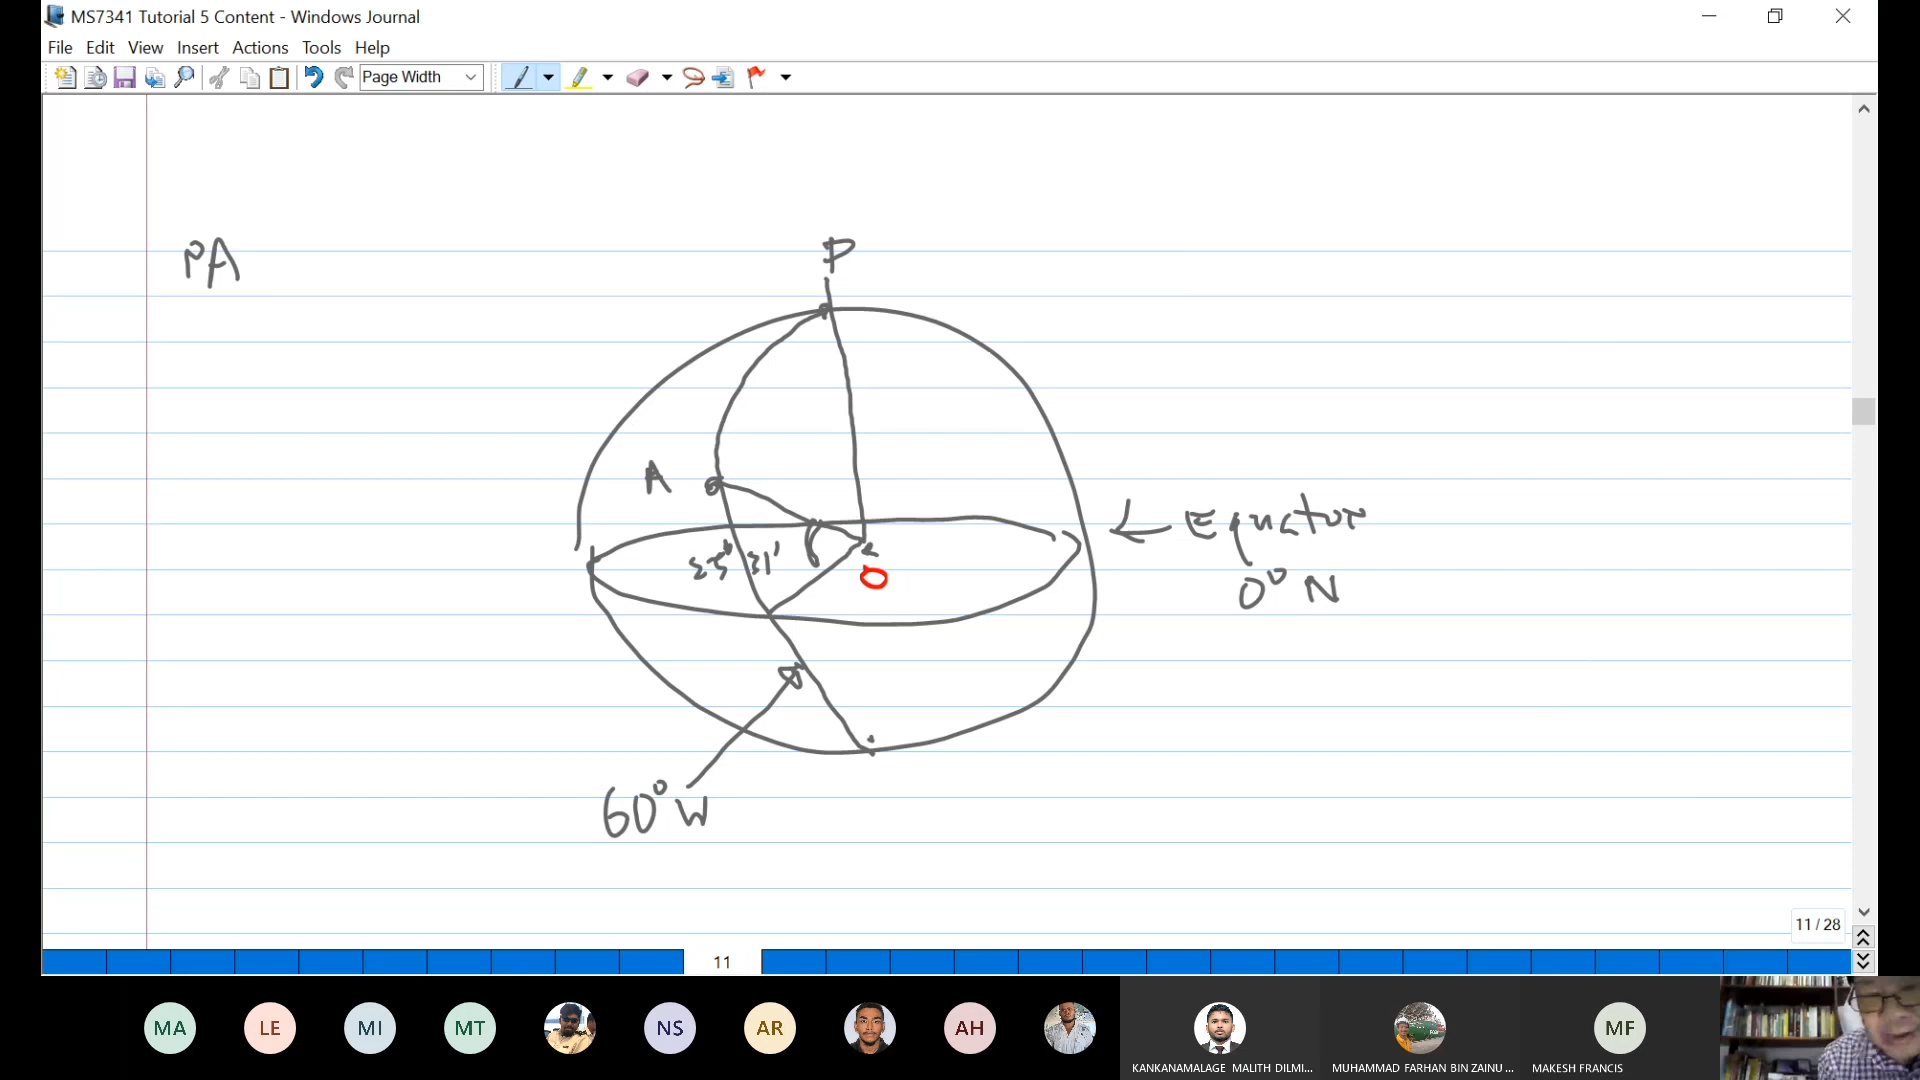 MS7341 Tutorial 5 Content - Windows Journal
File Edit View Insert Actions Tools Help
Page Width
PA
P
A
Equator
31'
O
0° N
60° W
11 / 28
11
MA LE MI MT NS AR AH MF
KANKANAMALAGE MALITH DILMI... MUHAMMAD FARHAN BIN ZAINU... MAKESH FRANCIS